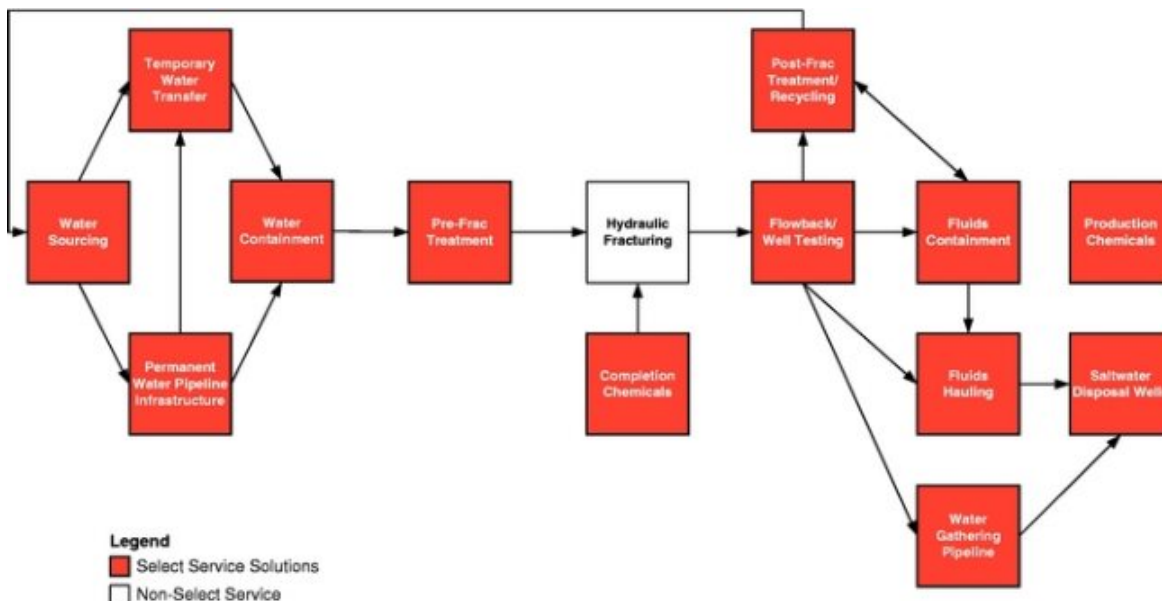 Temporary
Water
Transfer
Post-Frac
Treatment/
Recycling
Water
Sourcing
Water
Containment
Pre-Frac
Treatment
Hydraulic
Fracturing
Flowback/
Well Testing
Fluids
Containment
Production
Chemicals
Permanent
Water Pipeline
Infrastructure
Completion
Chemicals
Fluids
Hauling
Saltwater
Disposal Well
Water
Gathering
Pipeline
Legend
Select Service Solutions
Non-Select Service